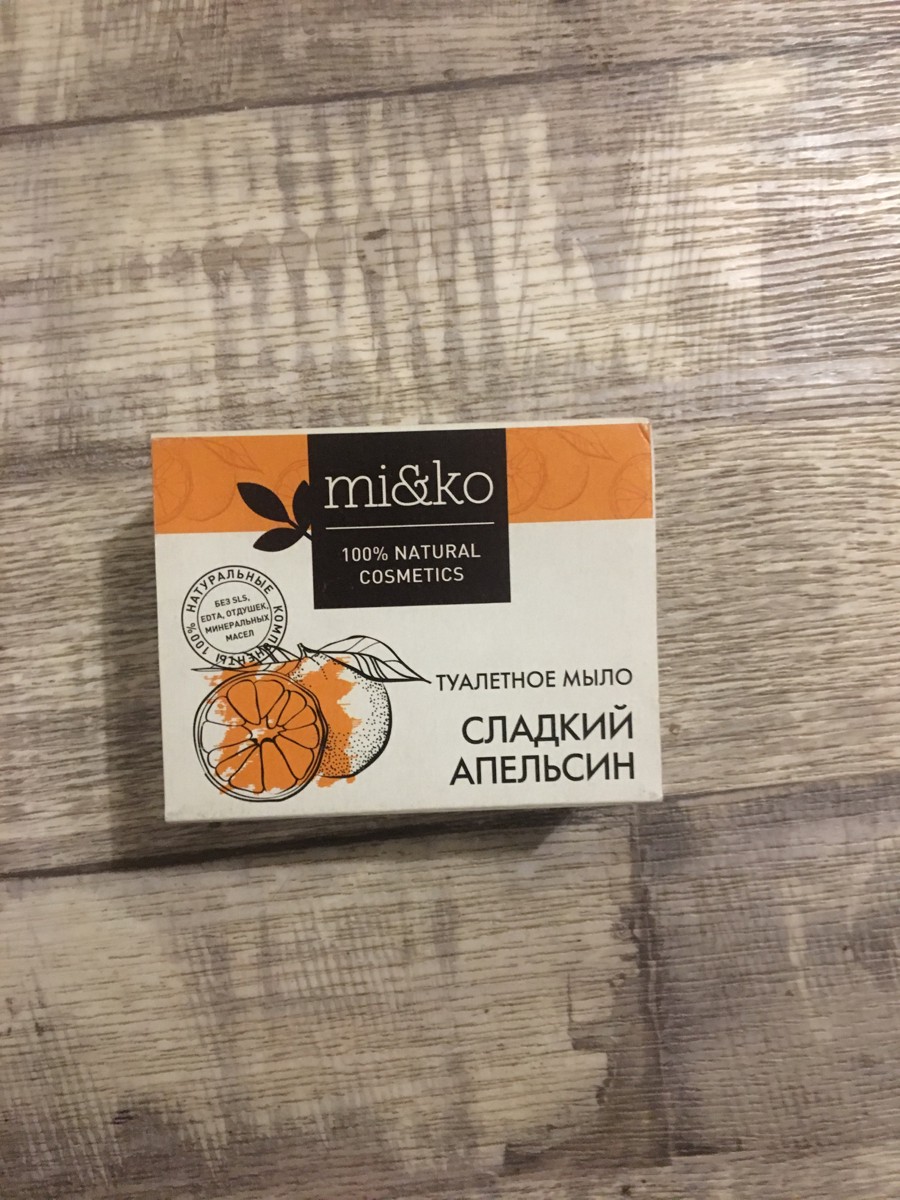 mi&ko
100% NATURAL
COSMETICS
100% НАТУРАЛЬНЫЕ КОМПОНЕНТЫ
БЕЗ SLS,
EDTA, ОТДУШЕК,
МИНЕРАЛЬНЫХ
МАСЕЛ
ТУАЛЕТНОЕ МЫЛО
СЛАДКИЙ
АПЕЛЬСИН